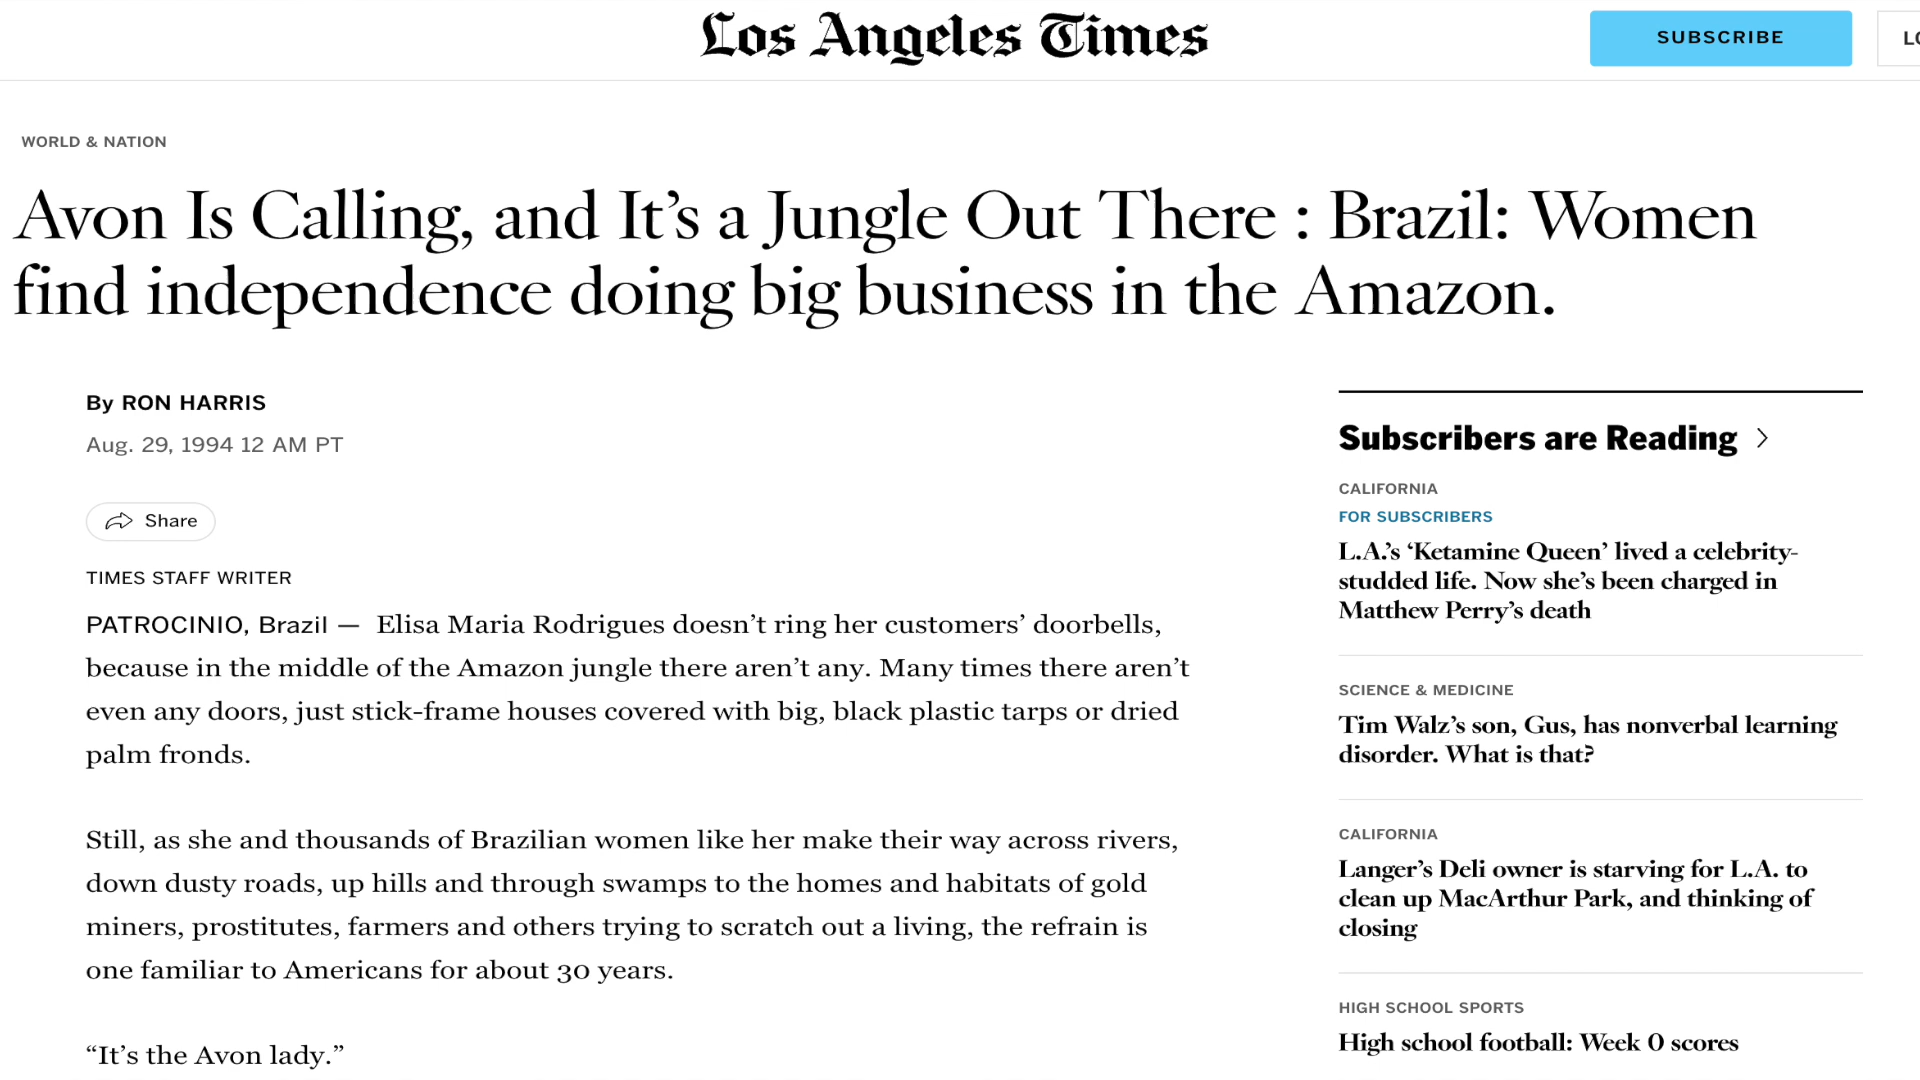 Los Angeles Times
SUBSCRIBE
WORLD & NATION
Avon Is Calling, and It’s a Jungle Out There : Brazil: Women
find independence doing big business in the Amazon.
By RON HARRIS
Aug. 29, 1994 12 AM PT
Share
TIMES STAFF WRITER
PATROCINIO, Brazil — Elisa Maria Rodrigues doesn’t ring her customers’ doorbells,
because in the middle of the Amazon jungle there aren’t any. Many times there aren’t
even any doors, just stick-frame houses covered with big, black plastic tarps or dried
palm fronds.
Still, as she and thousands of Brazilian women like her make their way across rivers,
down dusty roads, up hills and through swamps to the homes and habitats of gold
miners, prostitutes, farmers and others trying to scratch out a living, the refrain is
one familiar to Americans for about 30 years.
“It’s the Avon lady.”
Subscribers are Reading
CALIFORNIA
FOR SUBSCRIBERS
L.A.’s ‘Ketamine Queen’ lived a celebrity-
studded life. Now she’s been charged in
Matthew Perry’s death
SCIENCE & MEDICINE
Tim Walz’s son, Gus, has nonverbal learning
disorder. What is that?
CALIFORNIA
Langer’s Deli owner is starving for L.A. to
clean up MacArthur Park, and thinking of
closing
HIGH SCHOOL SPORTS
High school football: Week 0 scores